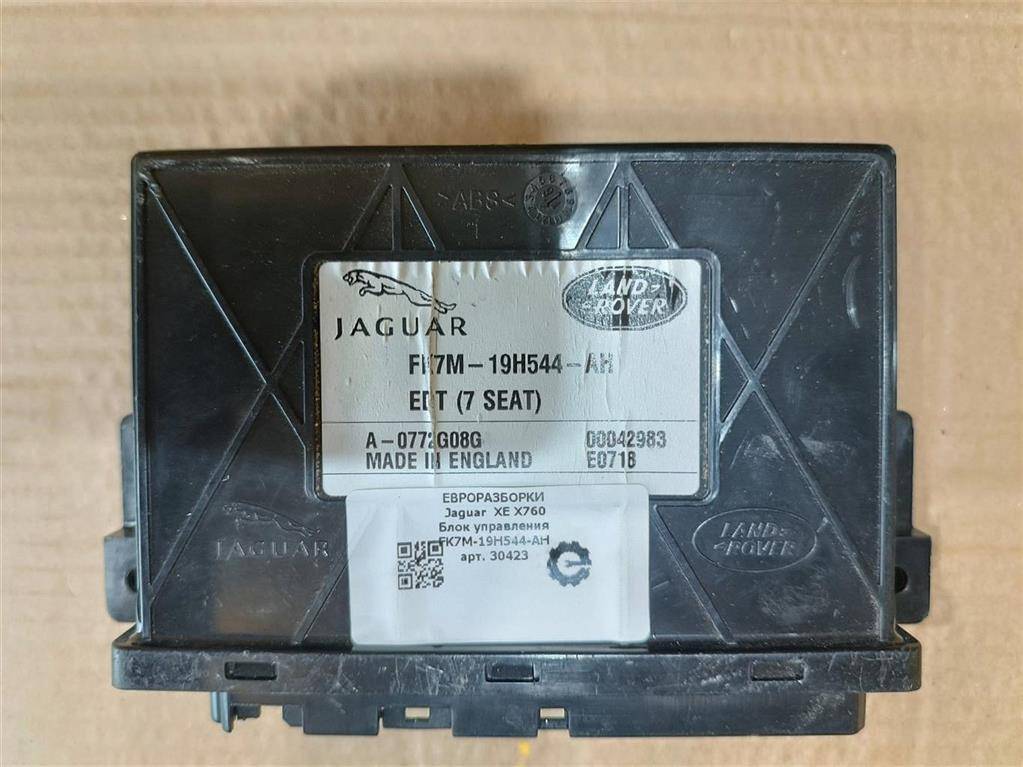 >ABS<
JAGUAR
LAND-
-ROVER
FK7M-19H544-AH
EDT (7 SEAT)
A-0772G08G 00042983
MADE IN ENGLAND E0718
ЕВРОРАЗБОРКИ
Jaguar XE X760
Блок управления
FK7M-19H544-AH
арт. 30423
JAGUAR
LAND-
-ROVER